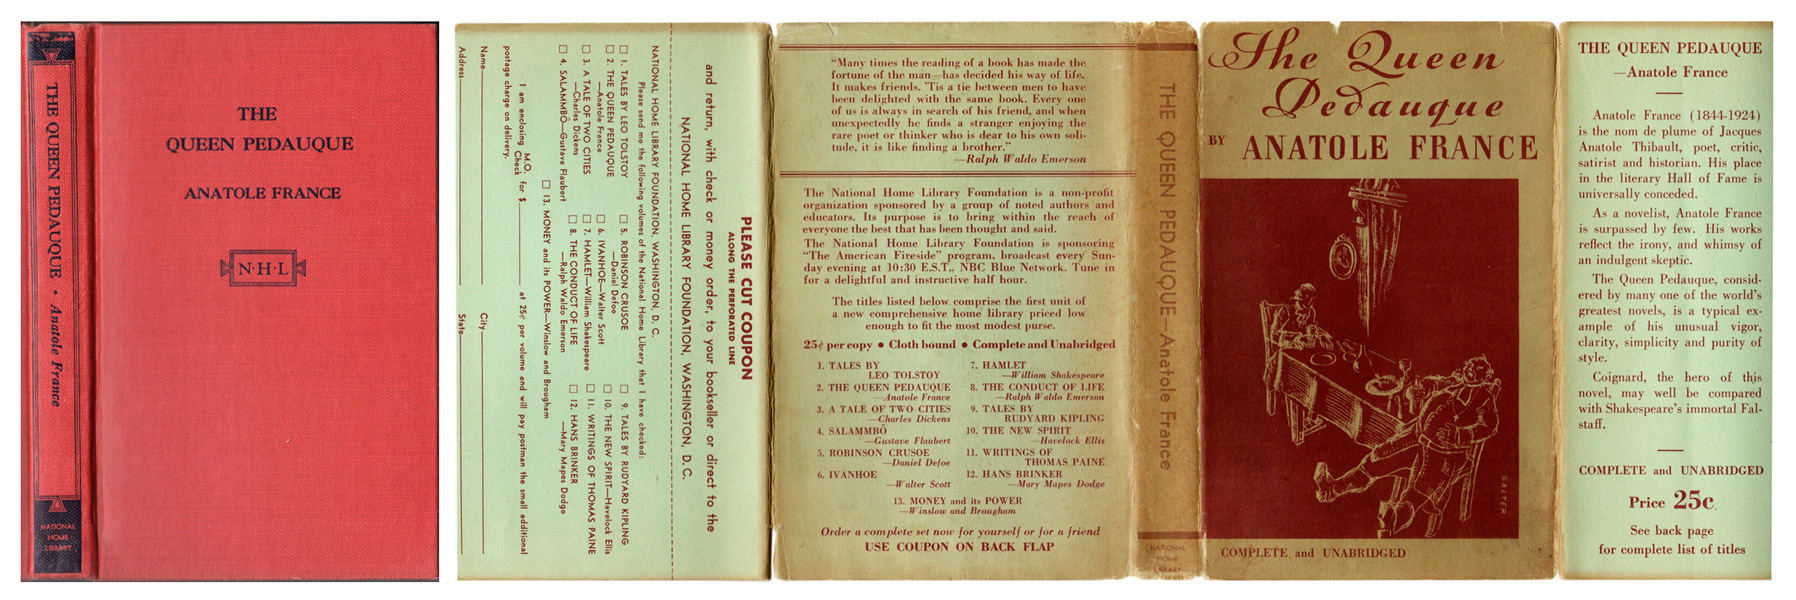 THE QUEEN PEDAUQUE • Anatole France
NATIONAL
HOME
LIBRARY
THE
QUEEN PEDAUQUE
ANATOLE FRANCE
N·H·L
PLEASE CUT COUPON
ALONG THE PERFORATED LINE
and return, with check or money order, to your bookseller or direct to the
NATIONAL HOME LIBRARY FOUNDATION, WASHINGTON, D.C.
NATIONAL HOME LIBRARY FOUNDATION, WASHINGTON, D. C.
Please send me the following volumes of the National Home Library that I have checked:
☐ 1. TALES BY LEO TOLSTOY
☐ 2. THE QUEEN PEDAUQUE
—Anatole France
☐ 3. A TALE OF TWO CITIES
—Charles Dickens
☐ 4. SALAMMBÔ—Gustave Flaubert
☐ 5. ROBINSON CRUSOE
—Daniel Defoe
☐ 6. IVANHOE—Walter Scott
☐ 7. HAMLET—William Shakespeare
☐ 8. THE CONDUCT OF LIFE
—Ralph Waldo Emerson
☐ 9. TALES BY RUDYARD KIPLING
☐ 10. THE NEW SPIRIT—Havelock Ellis
☐ 11. WRITINGS OF THOMAS PAINE
☐ 12. HANS BRINKER
—Mary Mapes Dodge
☐ 13. MONEY and its POWER—Winslow and Brougham
I am enclosing M.O. Check for $ at 25¢ per volume and will pay postman the small additional
postage charge on delivery.
Name
City
Address
State
"Many times the reading of a book has made the
fortune of the man—has decided his way of life.
It makes friends. 'Tis a tie between men to have
been delighted with the same book. Every one
of us is always in search of his friend, and when
unexpectedly he finds a stranger enjoying the
rare poet or thinker who is dear to his own soli-
tude, it is like finding a brother."
—Ralph Waldo Emerson
The National Home Library Foundation is a non-profit
organization sponsored by a group of noted authors and
educators. Its purpose is to bring within the reach of
everyone the best that has been thought and said.
The National Home Library Foundation is sponsoring
"The American Fireside" program, broadcast every Sun-
day evening at 10:30 E.S.T., NBC Blue Network. Tune in
for a delightful and instructive half hour.
The titles listed below comprise the first unit of
a new comprehensive home library priced low
enough to fit the most modest purse.
25¢ per copy • Cloth bound • Complete and Unabridged
1. TALES BY
LEO TOLSTOY
2. THE QUEEN PEDAUQUE
—Anatole France
3. A TALE OF TWO CITIES
—Charles Dickens
4. SALAMMBÔ
—Gustave Flaubert
5. ROBINSON CRUSOE
—Daniel Defoe
6. IVANHOE
—Walter Scott
7. HAMLET
—William Shakespeare
8. THE CONDUCT OF LIFE
—Ralph Waldo Emerson
9. TALES BY
RUDYARD KIPLING
10. THE NEW SPIRIT
—Havelock Ellis
11. WRITINGS OF
THOMAS PAINE
12. HANS BRINKER
—Mary Mapes Dodge
13. MONEY and its POWER
—Winslow and Brougham
Order a complete set now for yourself or for a friend
USE COUPON ON BACK FLAP
THE QUEEN PEDAUQUE—Anatole France
NATIONAL
HOME
LIBRARY
The Queen
Pedauque
BY ANATOLE FRANCE
SALTER
COMPLETE and UNABRIDGED
THE QUEEN PEDAUQUE
—Anatole France
Anatole France (1844-1924)
is the nom de plume of Jacques
Anatole Thibault, poet, critic,
satirist and historian. His place
in the literary Hall of Fame is
universally conceded.
As a novelist, Anatole France
is surpassed by few. His works
reflect the irony, and whimsy of
an indulgent skeptic.
The Queen Pedauque, consid-
ered by many one of the world's
greatest novels, is a typical ex-
ample of his unusual vigor,
clarity, simplicity and purity of
style.
Coignard, the hero of this
novel, may well be compared
with Shakespeare's immortal Fal-
staff.
COMPLETE and UNABRIDGED
Price 25c.
See back page
for complete list of titles